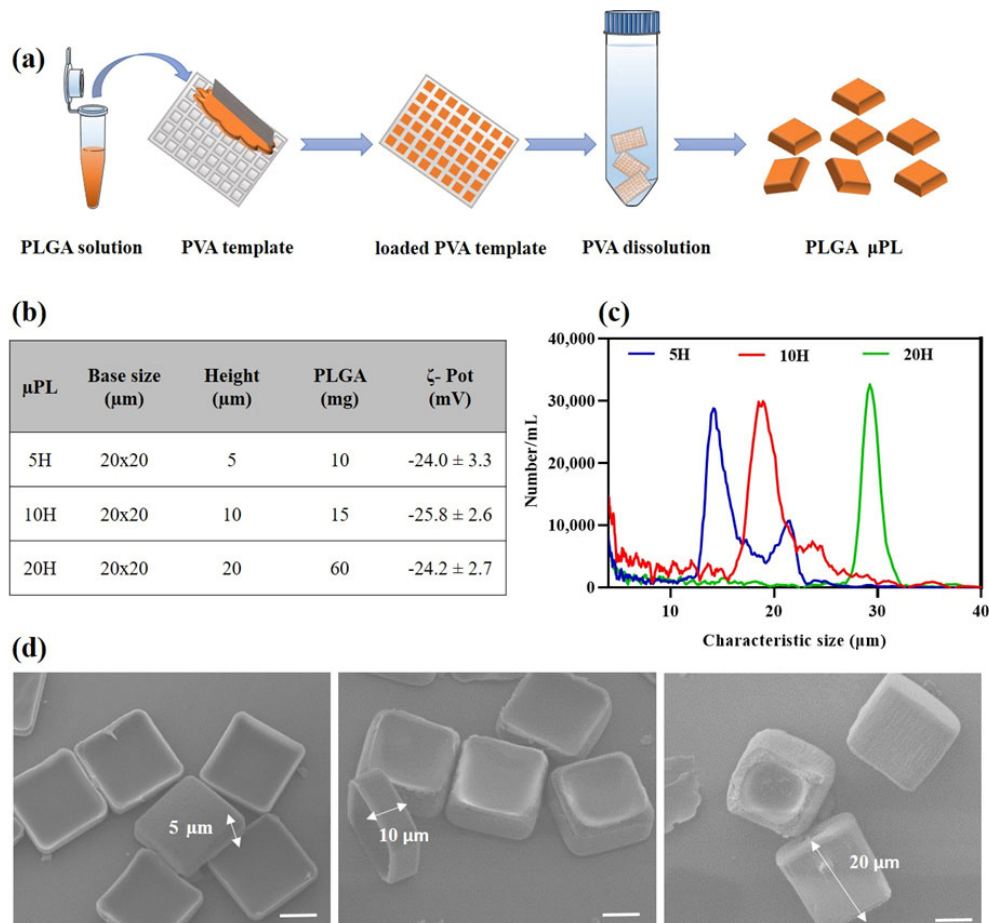 (a)
PLGA solution
PVA template
loaded PVA template
PVA dissolution
PLGA µPL
(b)
µPL Base size (µm) Height (µm) PLGA (mg) ζ- Pot (mV)
5H 20x20 5 10 -24.0 ± 3.3
10H 20x20 10 15 -25.8 ± 2.6
20H 20x20 20 60 -24.2 ± 2.7
(c)
5H 10H 20H
40,000
30,000
20,000
10,000
0
Number/mL
10 20 30 40
Characteristic size (µm)
(d)
5 µm
10 µm
20 µm